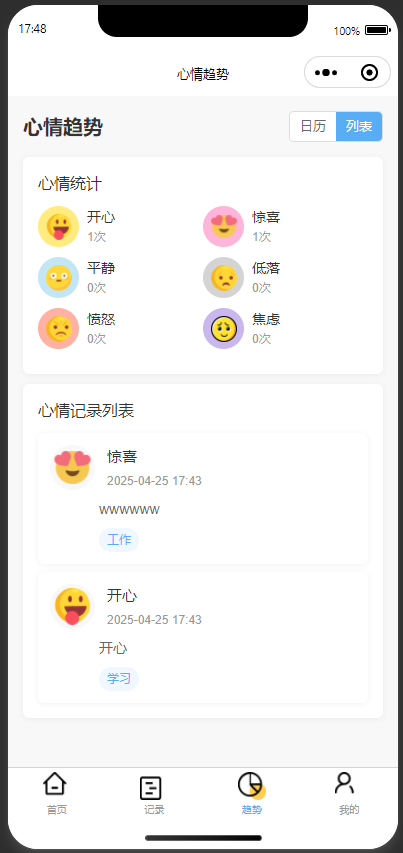 17:48
100%
心情趋势
心情趋势
日历 列表
心情统计
开心
1次
惊喜
1次
平静
0次
低落
0次
愤怒
0次
焦虑
0次
心情记录列表
惊喜
2025-04-25 17:43
wwwwww
工作
开心
2025-04-25 17:43
开心
学习
首页 记录 趋势 我的